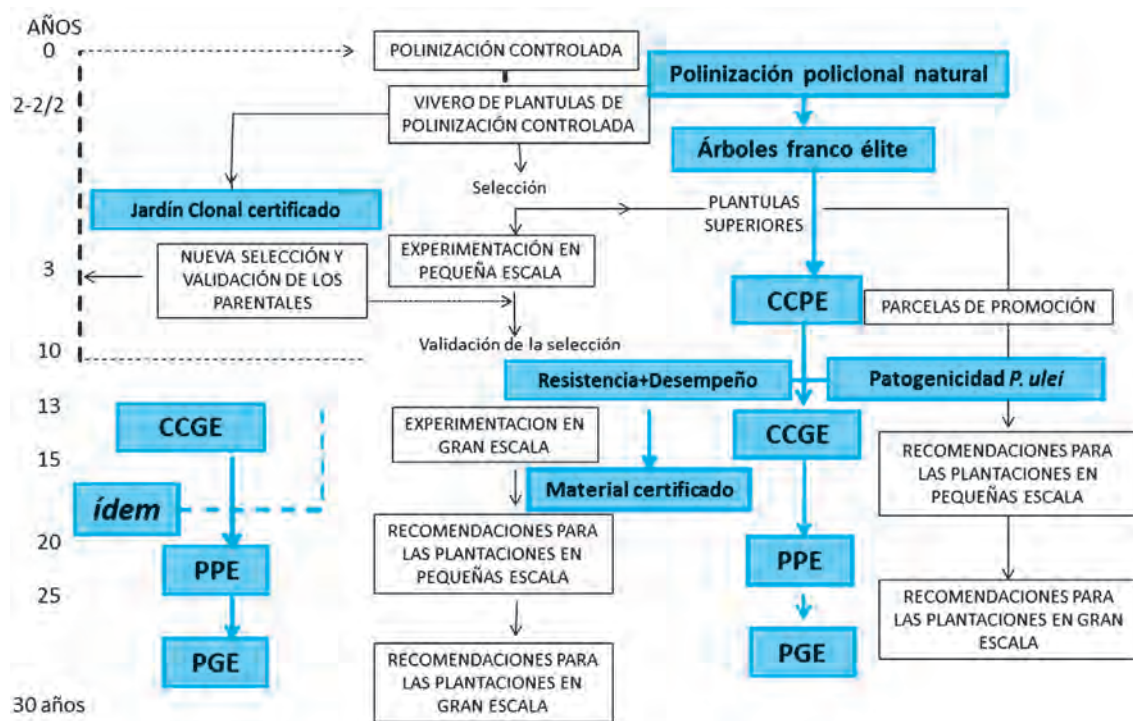 AÑOS
0
POLINIZACIÓN CONTROLADA
Polinización policlonal natural
2-2/2
VIVERO DE PLANTULAS DE
POLINIZACIÓN CONTROLADA
Árboles franco élite
Selección
PLANTULAS
SUPERIORES
Jardín Clonal certificado
NUEVA SELECCIÓN Y
VALIDACIÓN DE LOS
PARENTALES
EXPERIMENTACIÓN EN
PEQUEÑA ESCALA
3
CCPE
PARCELAS DE PROMOCIÓN
Validación de la selección
10
Resistencia+Desempeño
Patogenicidad P. ulei
13
CCGE
EXPERIMENTACION EN
GRAN ESCALA
CCGE
RECOMENDACIONES PARA
LAS PLANTACIONES EN
PEQUEÑAS ESCALA
15
ídem
Material certificado
20
PPE
RECOMENDACIONES PARA
LAS PLANTACIONES EN
PEQUEÑAS ESCALA
PPE
25
RECOMENDACIONES PARA
LAS PLANTACIONES EN GRAN
ESCALA
PGE
RECOMENDACIONES PARA
LAS PLANTACIONES EN
GRAN ESCALA
PGE
30 años